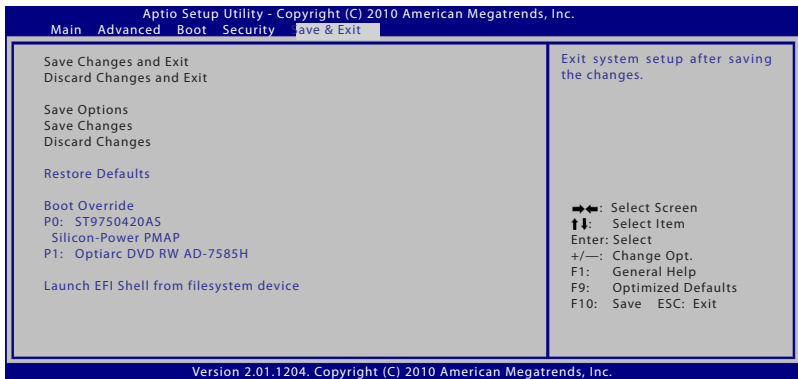 Aptio Setup Utility - Copyright (C) 2010 American Megatrends, Inc.
Main Advanced Boot Security Save & Exit
Save Changes and Exit
Discard Changes and Exit
Save Options
Save Changes
Discard Changes
Restore Defaults
Boot Override
P0: ST9750420AS
Silicon-Power PMAP
P1: Optiarc DVD RW AD-7585H
Launch EFI Shell from filesystem device
Exit system setup after saving
the changes.
➡⬅: Select Screen
⬆⬇: Select Item
Enter: Select
+/—: Change Opt.
F1: General Help
F9: Optimized Defaults
F10: Save ESC: Exit
Version 2.01.1204. Copyright (C) 2010 American Megatrends, Inc.